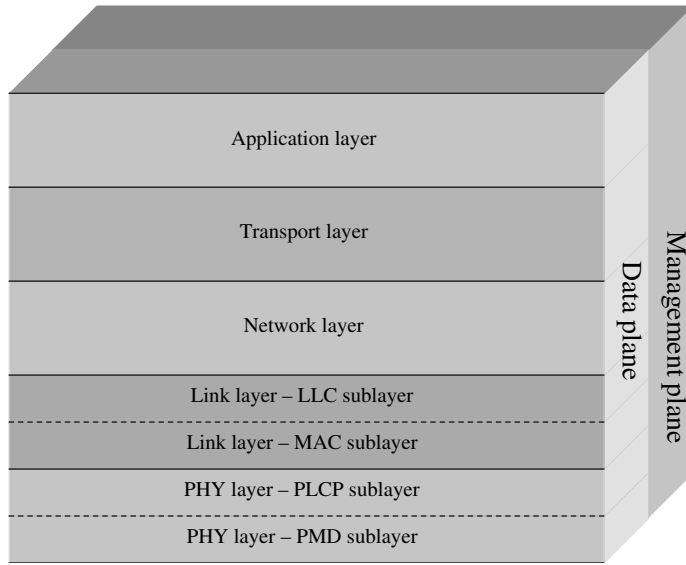 Application layer
Transport layer
Network layer
Link layer – LLC sublayer
Link layer – MAC sublayer
PHY layer – PLCP sublayer
PHY layer – PMD sublayer
Data plane
Management plane